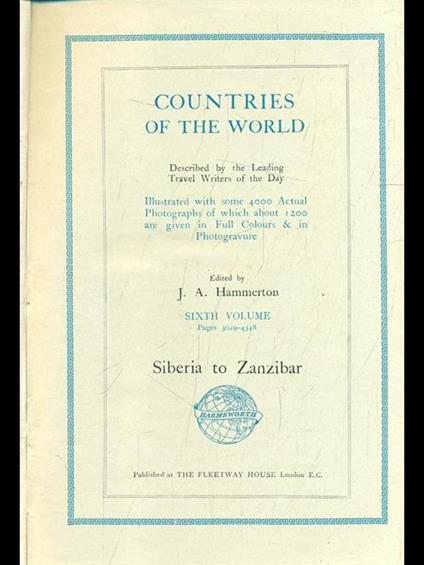 COUNTRIES
OF THE WORLD
Described by the Leading
Travel Writers of the Day
Illustrated with some 4000 Actual
Photographs of which about 1200
are given in Full Colours & in
Photogravure
Edited by
J. A. Hammerton
SIXTH VOLUME
Pages 3629-4348
Siberia to Zanzibar
HARMSWORTH
Published at THE FLEETWAY HOUSE London E.C.